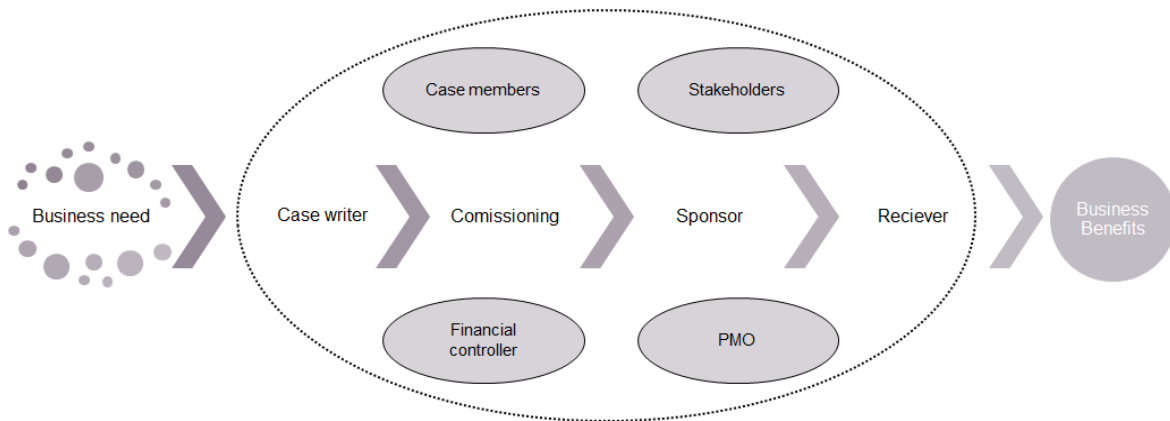 Case members
Stakeholders
Business need
Case writer
Comissioning
Sponsor
Reciever
Business
Benefits
Financial
controller
PMO